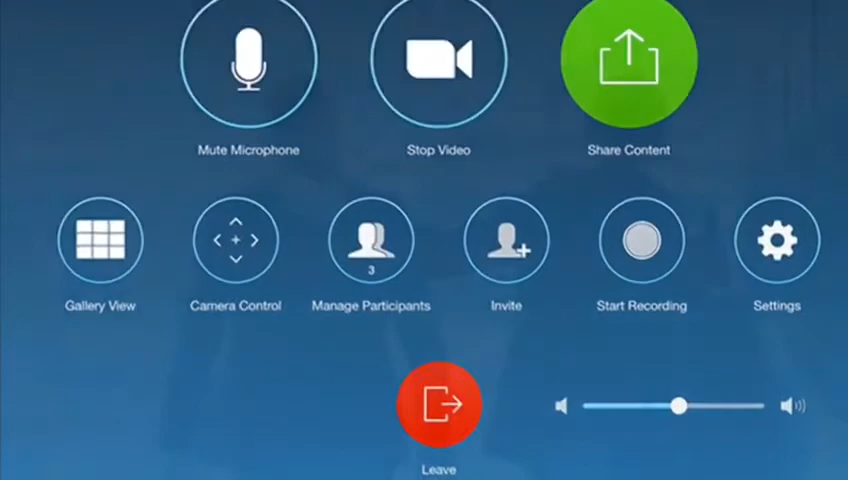 Mute Microphone
Stop Video
Share Content
3
Gallery View
Camera Control
Manage Participants
Invite
Start Recording
Settings
Leave